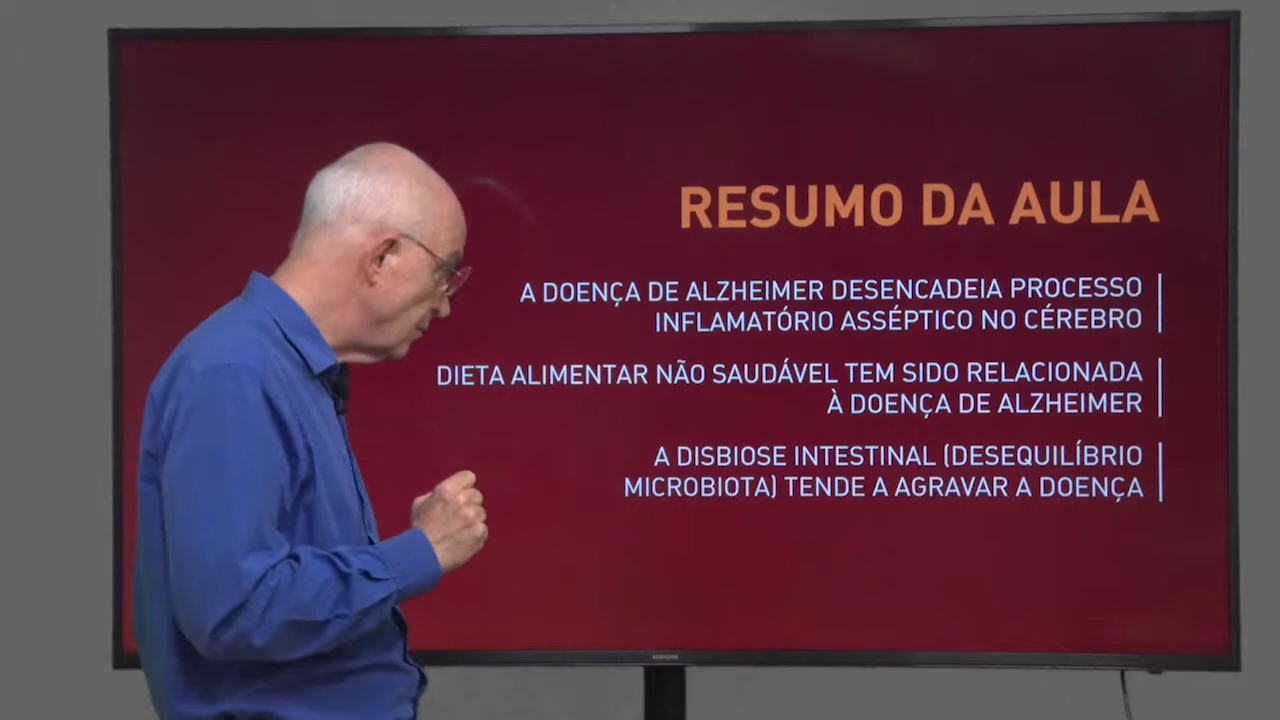 RESUMO DA AULA
A DOENÇA DE ALZHEIMER DESENCADEIA PROCESSO
INFLAMATÓRIO ASSÉPTICO NO CÉREBRO
DIETA ALIMENTAR NÃO SAUDÁVEL TEM SIDO RELACIONADA
À DOENÇA DE ALZHEIMER
A DISBIOSE INTESTINAL (DESEQUILÍBRIO
MICROBIOTA) TENDE A AGRAVAR A DOENÇA
SAMSUNG